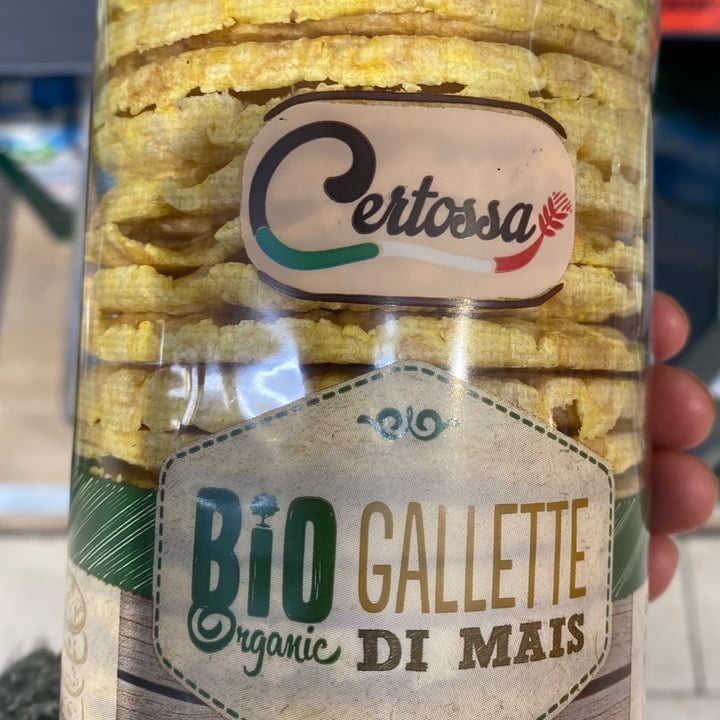 Certossa
BiO GALLETTE
Organic DI MAIS